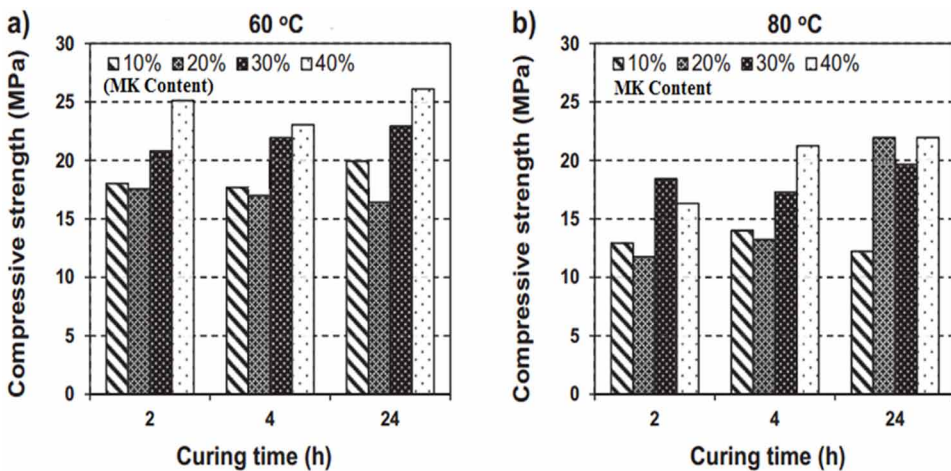 a)
60 °C
Compressive strength (MPa)
30
25
20
15
10
5
0
10% 20% 30% 40%
(MK Content)
2 4 24
Curing time (h)
b)
80 °C
Compressive strength (MPa)
30
25
20
15
10
5
0
10% 20% 30% 40%
MK Content
2 4 24
Curing time (h)